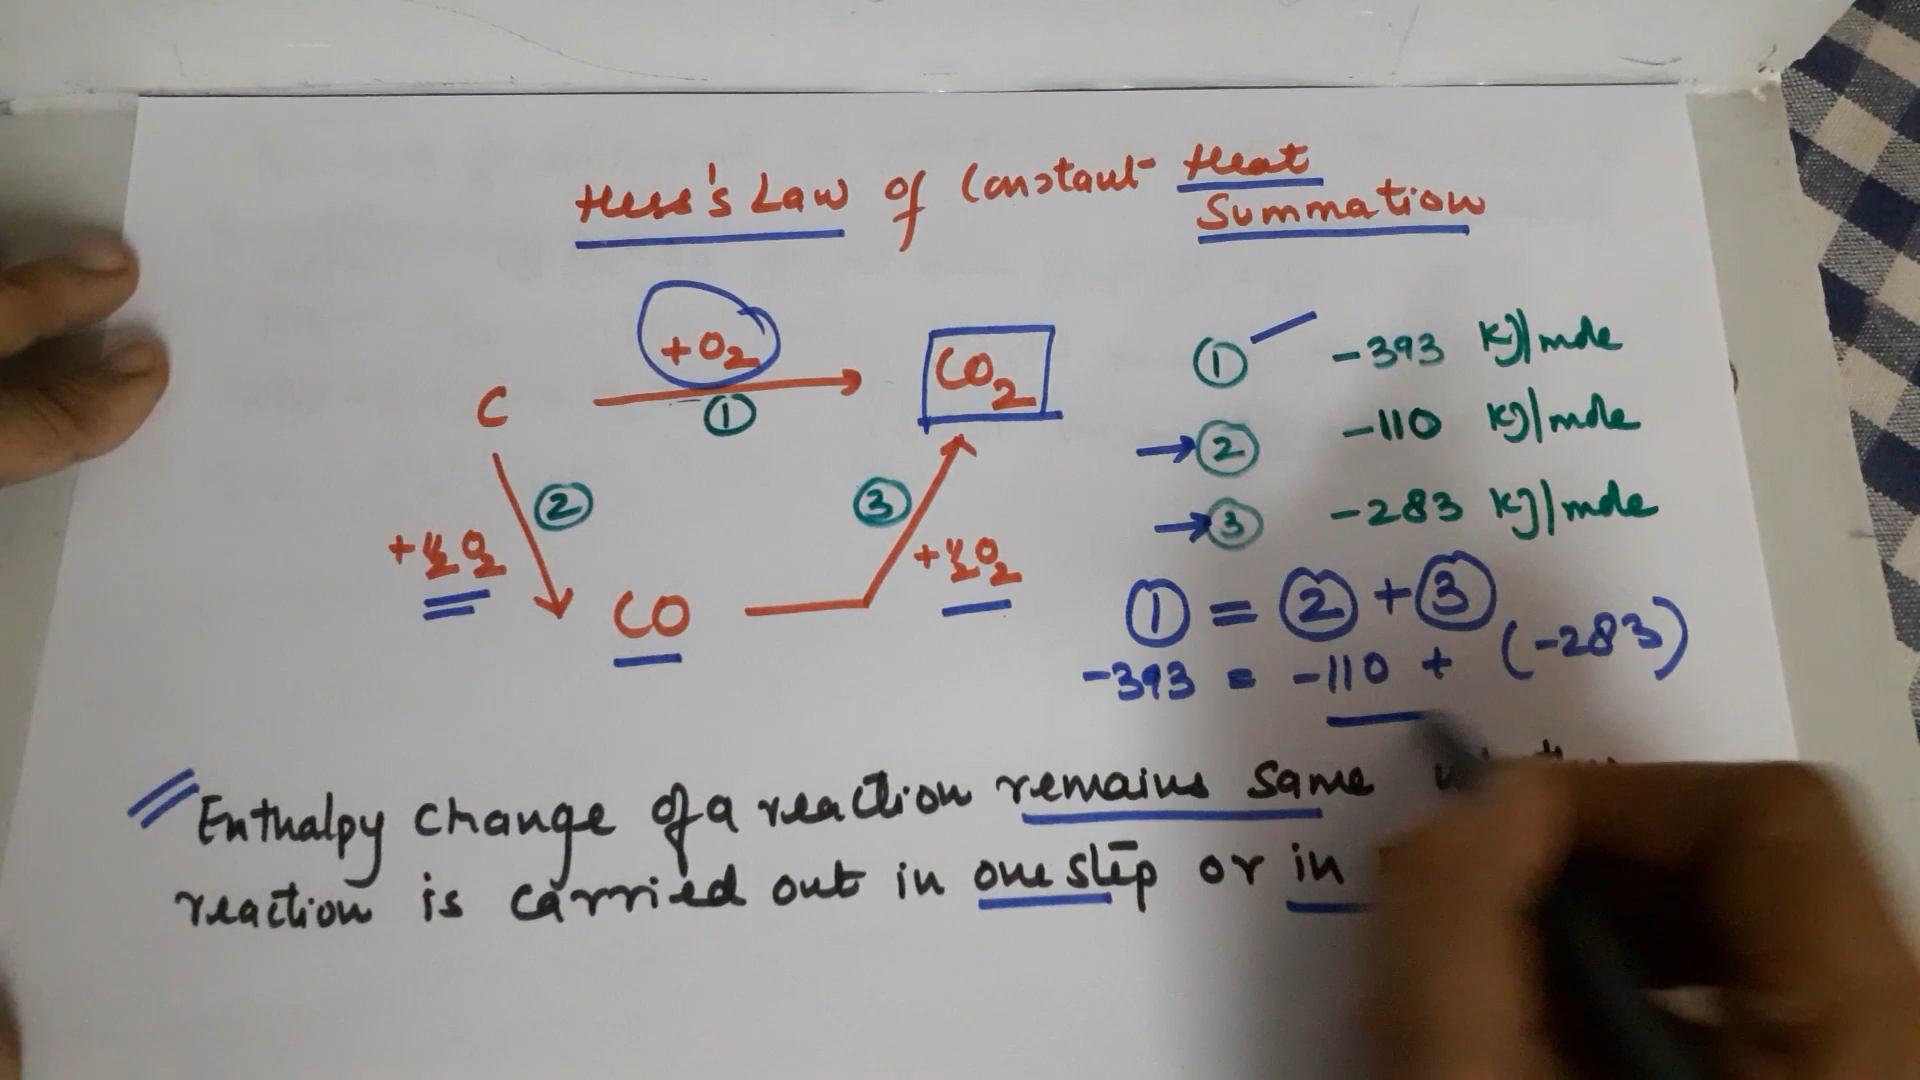 Hess's Law of Constant Heat
Summation
+O2
C
①
CO2
②
③
+½O2
+½O2
CO
① -393 KJ/mole
→② -110 KJ/mole
→③ -283 KJ/mole
① = ② + ③
-393 = -110 + (-283)
Enthalpy change of a reaction remains same
reaction is carried out in one step or in